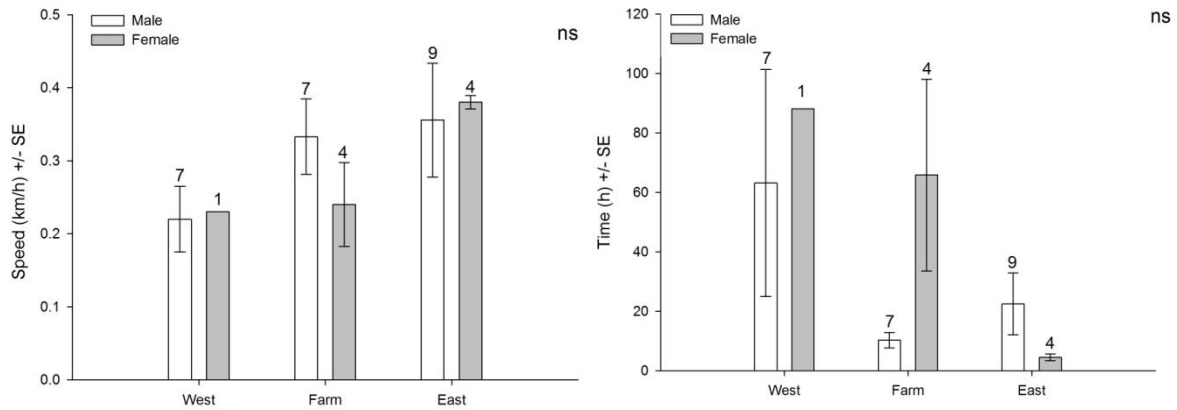 Male
Female
ns
Speed (km/h) +/- SE
0.5
0.4
0.3
0.2
0.1
0.0
7
1
7
4
9
4
West
Farm
East
Male
Female
ns
Time (h) +/- SE
120
100
80
60
40
20
0
7
1
7
4
9
4
West
Farm
East